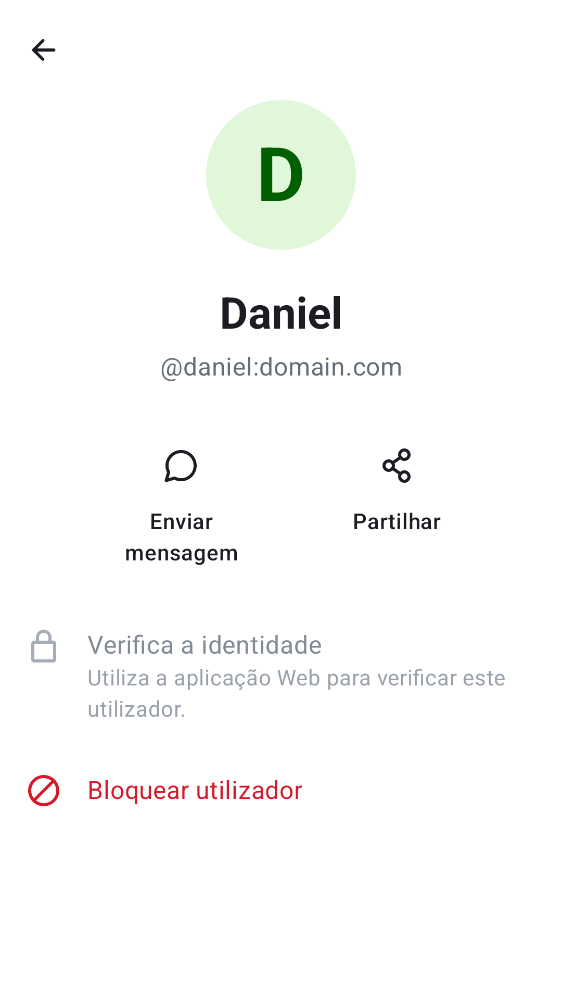 D
Daniel
@daniel:domain.com
Enviar
mensagem
Partilhar
Verifica a identidade
Utiliza a aplicação Web para verificar este
utilizador.
Bloquear utilizador